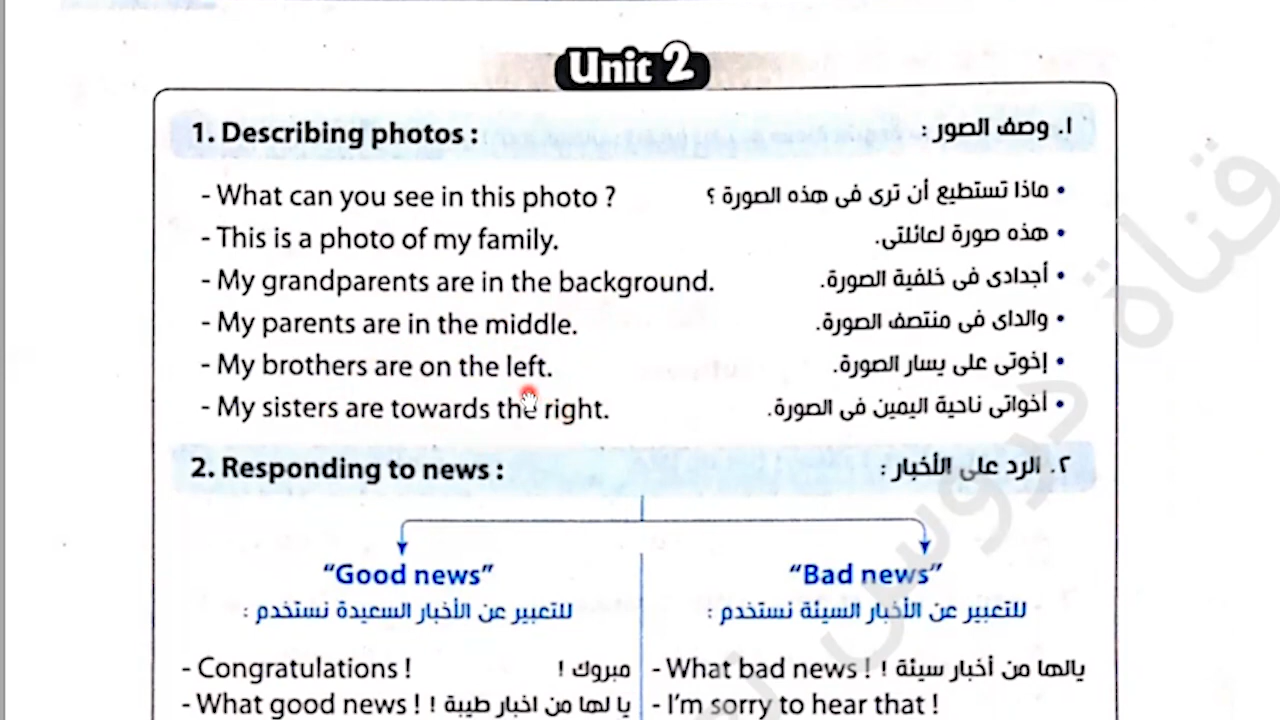 Unit 2
1. Describing photos : ١. وصف الصور :
- What can you see in this photo ? • ماذا تستطيع أن ترى فى هذه الصورة ؟
- This is a photo of my family. • هذه صورة لعائلتى.
- My grandparents are in the background. • أجدادى فى خلفية الصورة.
- My parents are in the middle. • والداى فى منتصف الصورة.
- My brothers are on the left. • إخوتى على يسار الصورة.
- My sisters are towards the right. • أخواتى ناحية اليمين فى الصورة.
2. Responding to news : ٢. الرد على الأخبار :
“Good news” “Bad news”
للتعبير عن الأخبار السعيدة نستخدم : للتعبير عن الأخبار السيئة نستخدم :
- Congratulations ! مبروك ! - What bad news ! يالها من أخبار سيئة !
- What good news ! يا لها من اخبار طيبة ! - I’m sorry to hear that !
قناة دروس